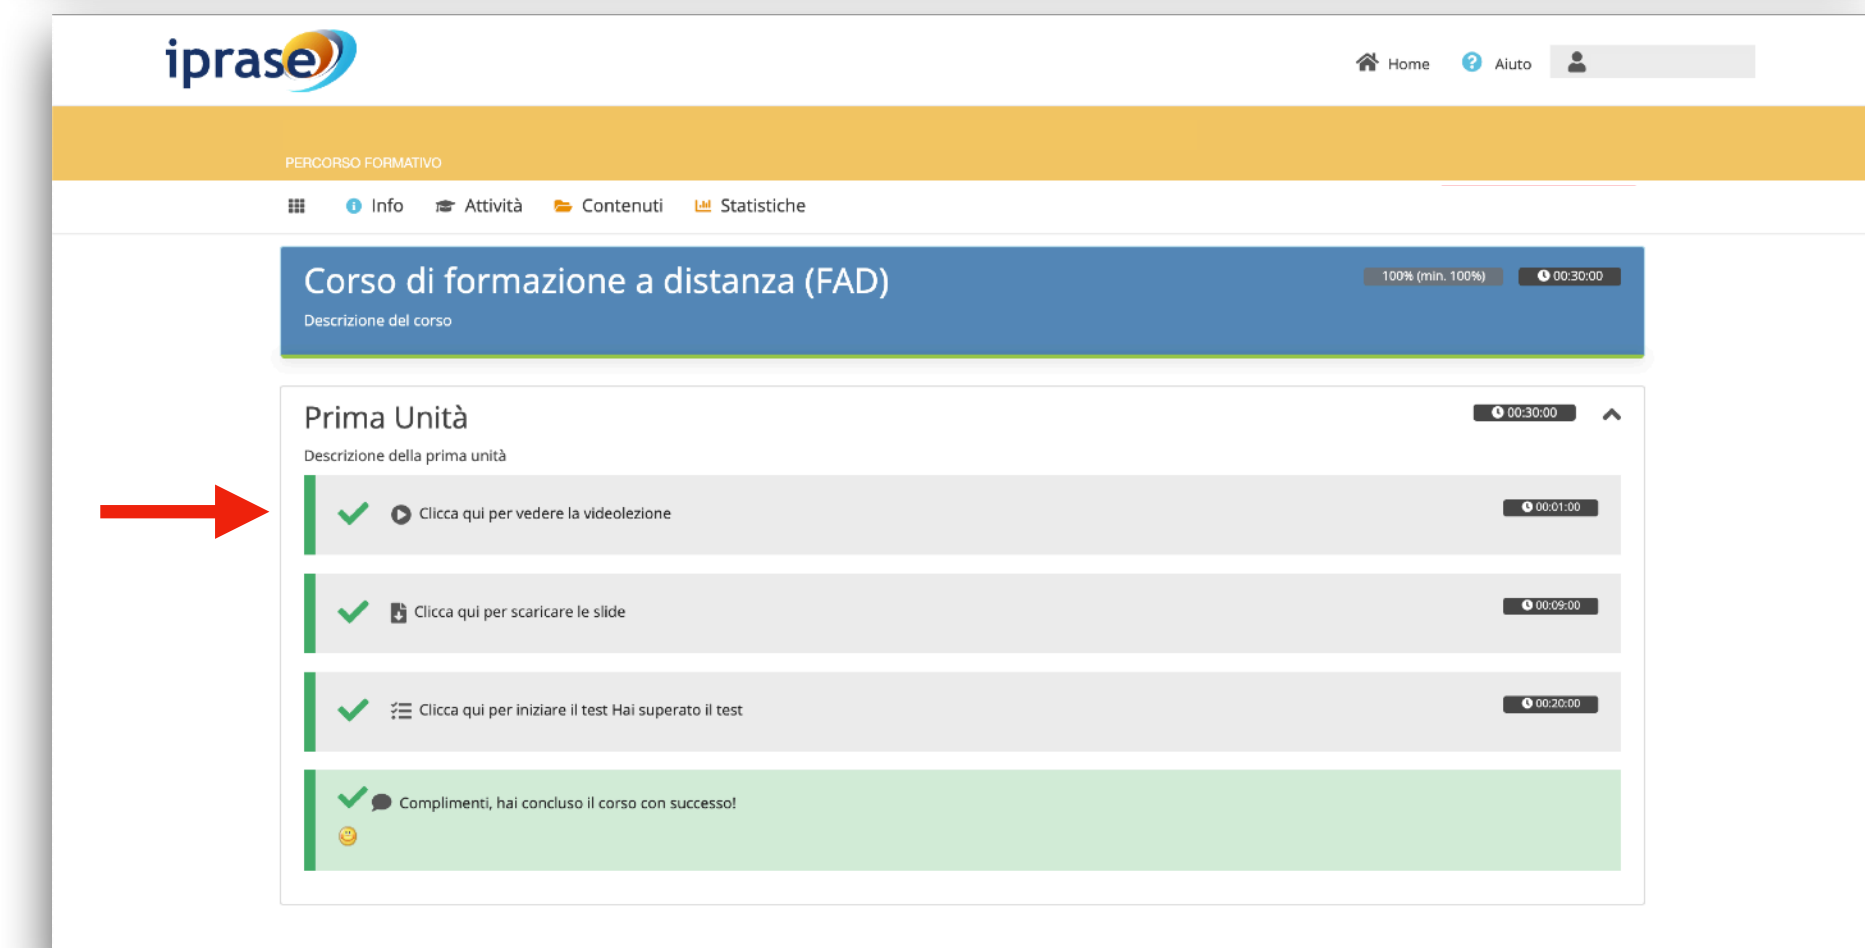 iprase
Home Aiuto
PERCORSO FORMATIVO
Info Attività Contenuti Statistiche
Corso di formazione a distanza (FAD) 100% (min. 100%) 00:30:00
Descrizione del corso
Prima Unità 00:30:00
Descrizione della prima unità
Clicca qui per vedere la videolezione 00:01:00
Clicca qui per scaricare le slide 00:09:00
Clicca qui per iniziare il test Hai superato il test 00:20:00
Complimenti, hai concluso il corso con successo!